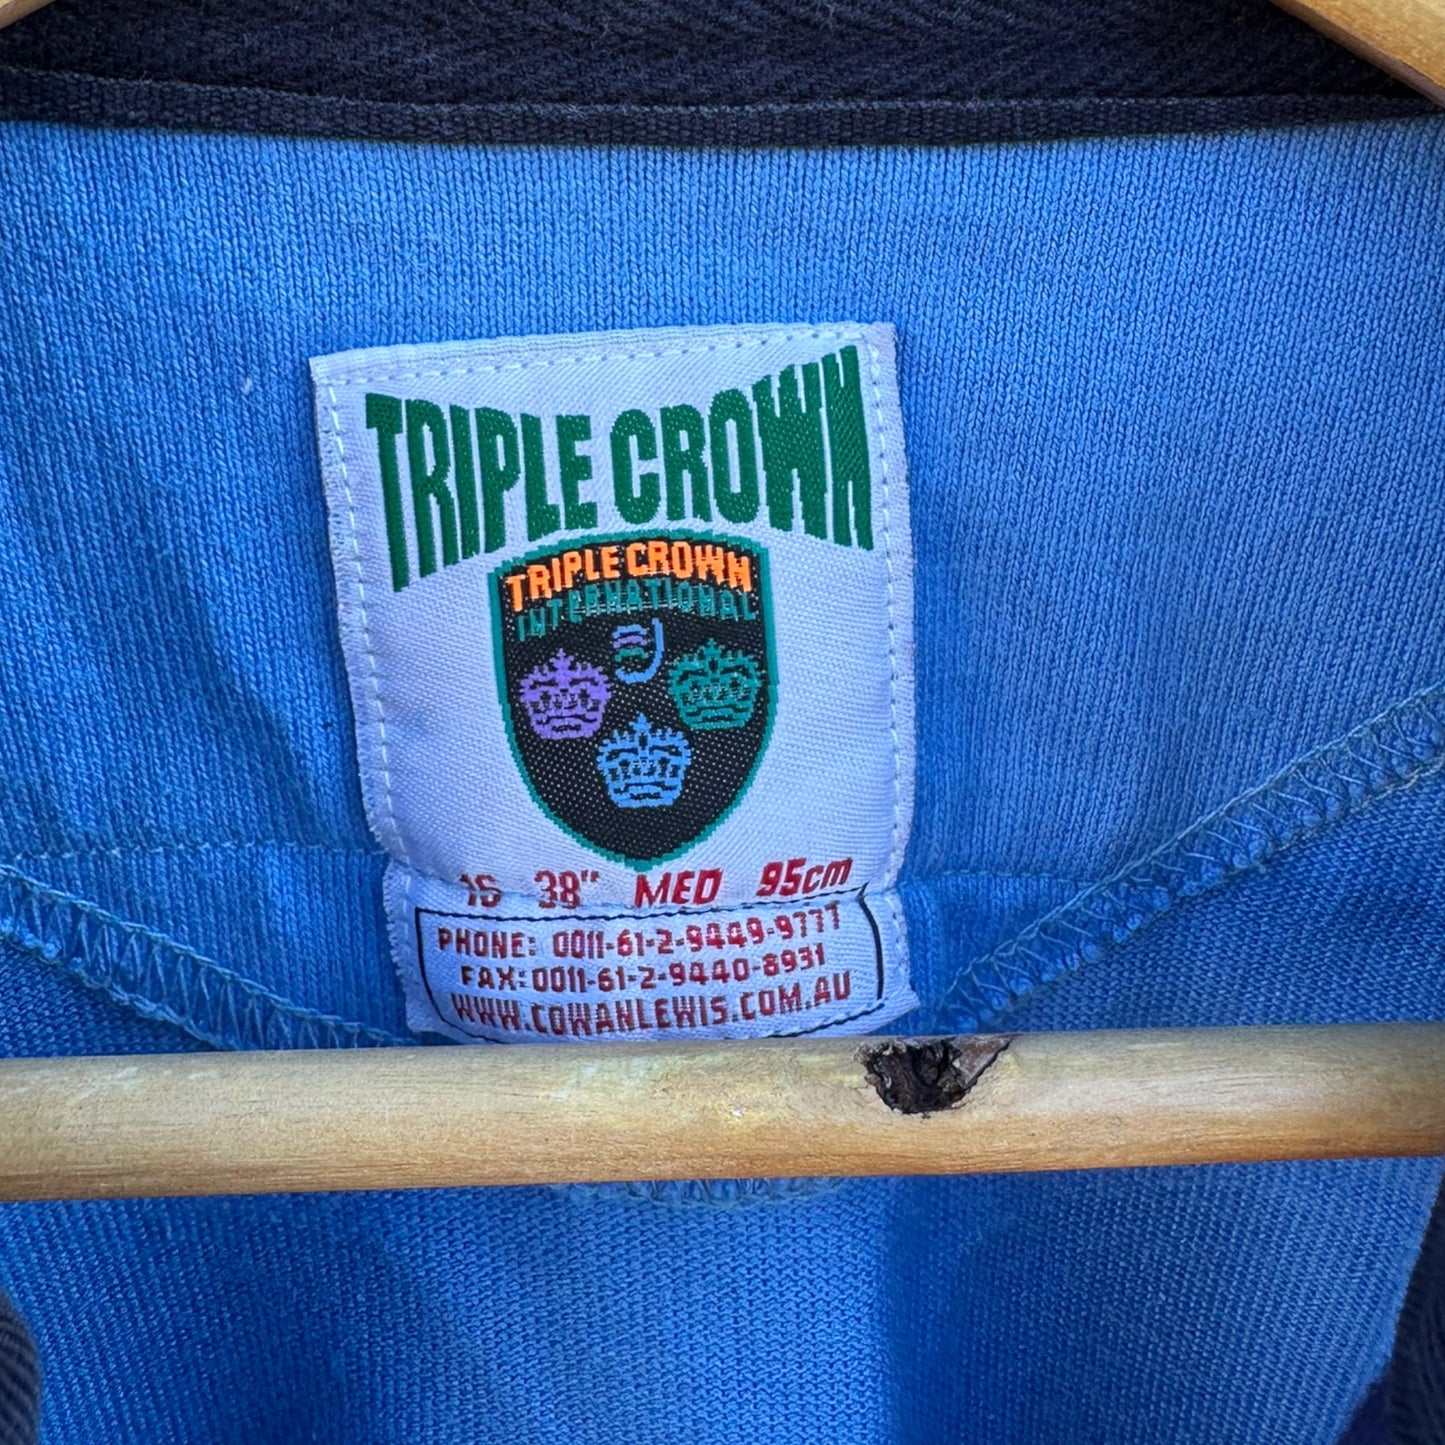 TRIPLE CROWN
TRIPLE CROWN
INTERNATIONAL
16 38" MED 95cm
PHONE: 0011-61-2-9449-9777
FAX: 0011-61-2-9440-8931
WWW.COWANLEWIS.COM.AU